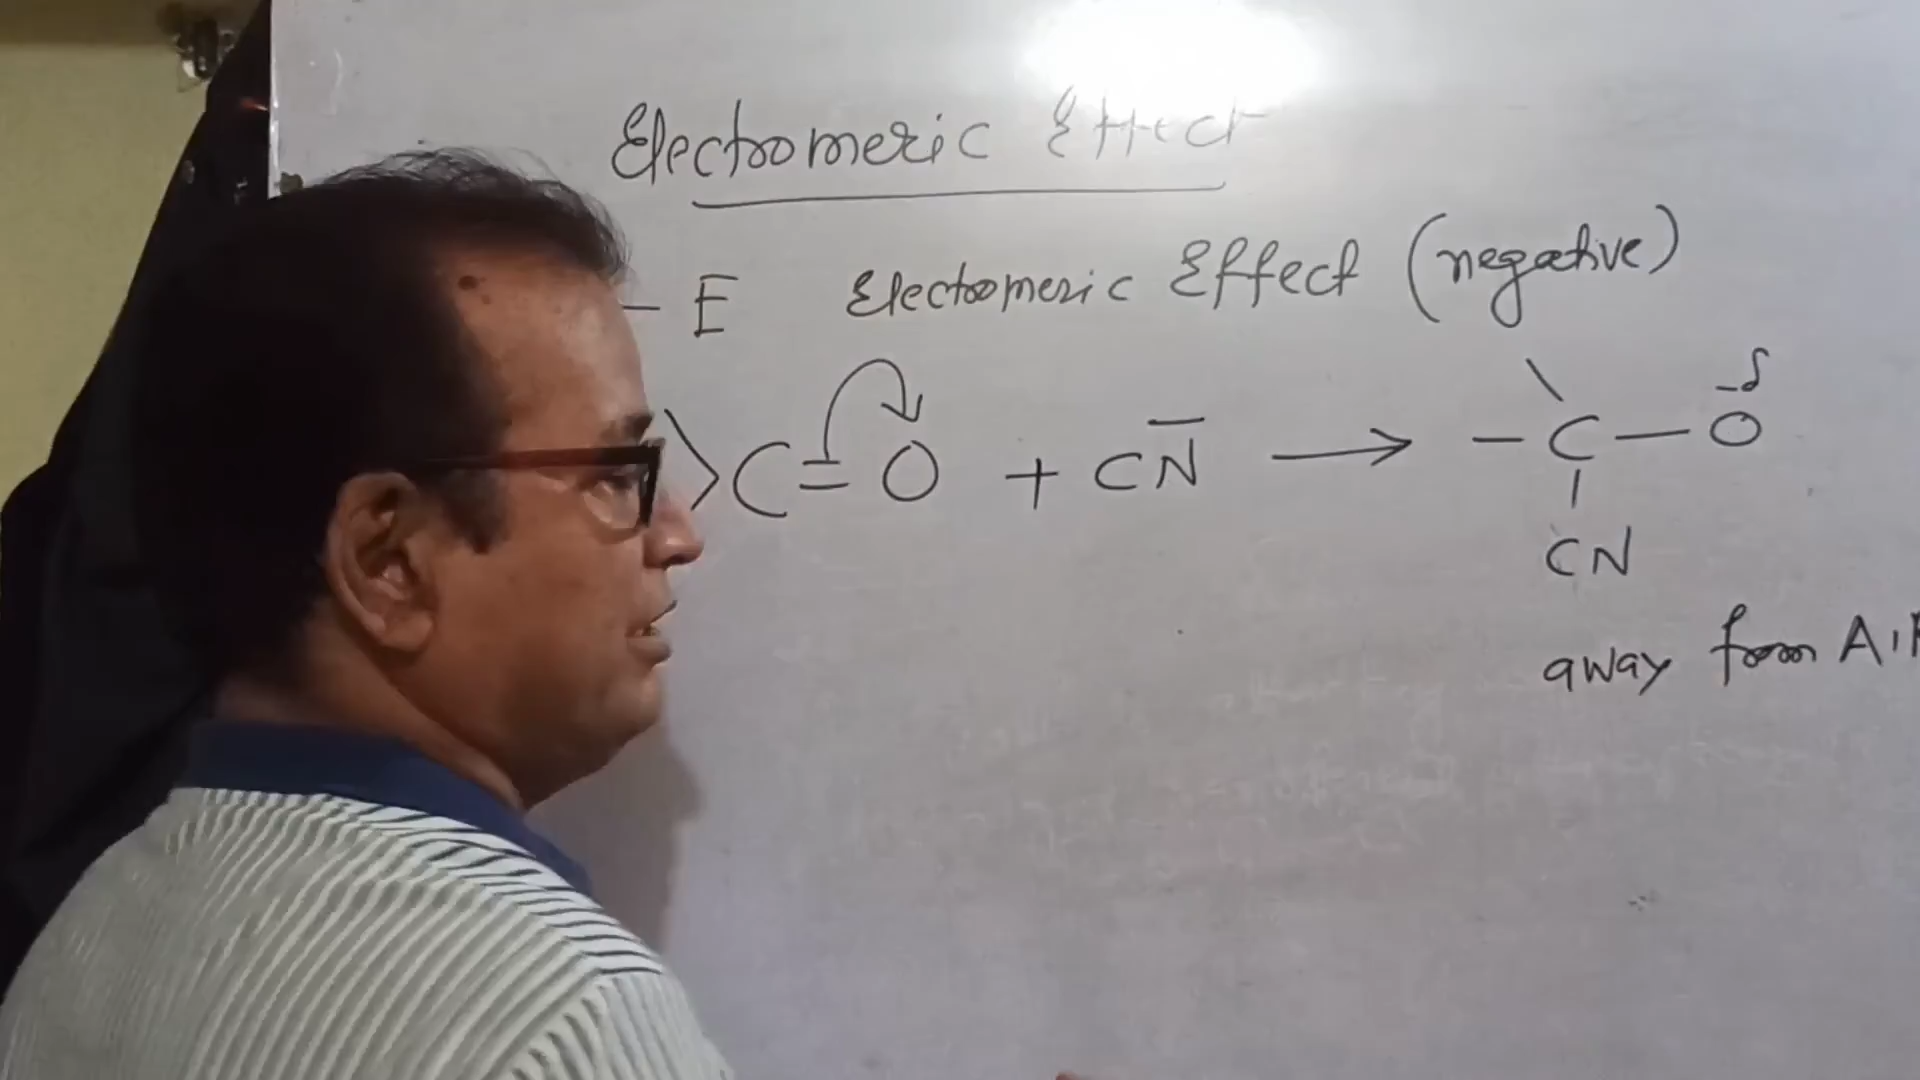 Electromeric Effect
- E Electromeric Effect (negative)
>C=O + CN⁻ → -C-O -δ
CN
away from A.R